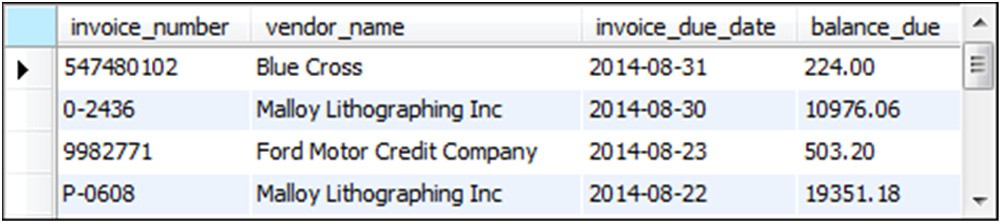 invoice_number vendor_name invoice_due_date balance_due
547480102 Blue Cross 2014-08-31 224.00
0-2436 Malloy Lithographing Inc 2014-08-30 10976.06
9982771 Ford Motor Credit Company 2014-08-23 503.20
P-0608 Malloy Lithographing Inc 2014-08-22 19351.18